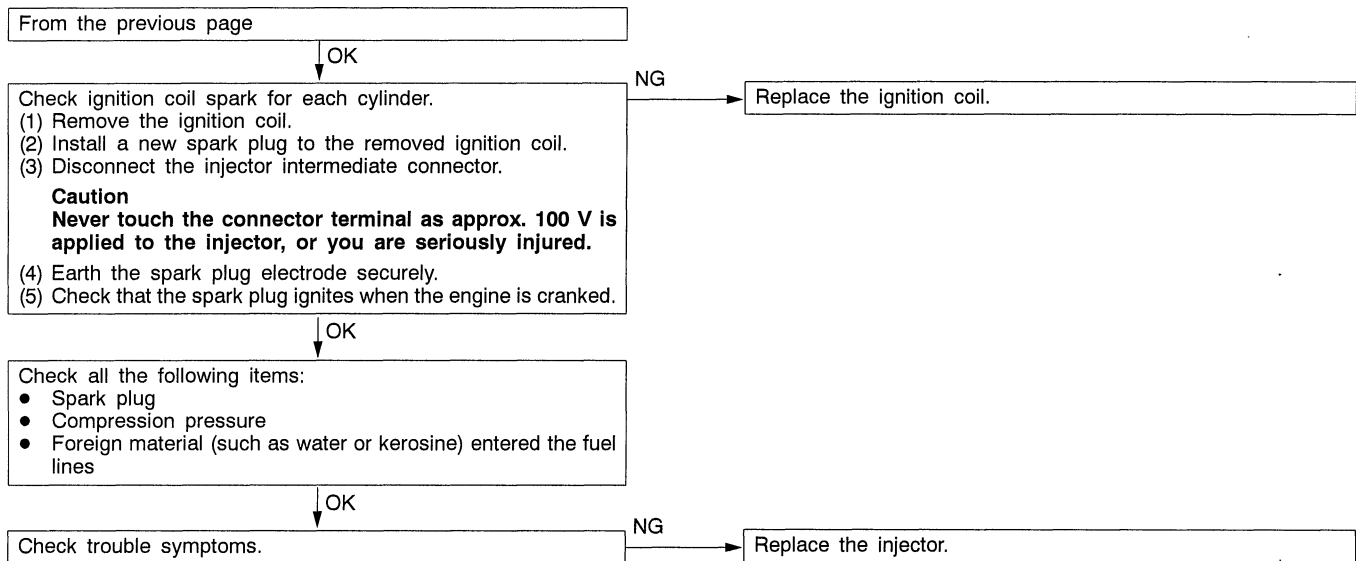 From the previous page
OK
Check ignition coil spark for each cylinder.
NG
Replace the ignition coil.
(1) Remove the ignition coil.
(2) Install a new spark plug to the removed ignition coil.
(3) Disconnect the injector intermediate connector.
Caution
Never touch the connector terminal as approx. 100 V is
applied to the injector, or you are seriously injured.
(4) Earth the spark plug electrode securely.
(5) Check that the spark plug ignites when the engine is cranked.
OK
Check all the following items:
● Spark plug
● Compression pressure
● Foreign material (such as water or kerosine) entered the fuel
lines
OK
Check trouble symptoms.
NG
Replace the injector.